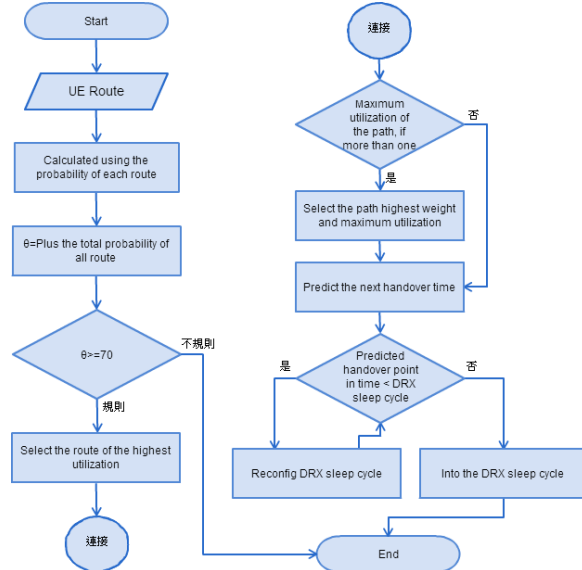 Start
UE Route
Calculated using the
probability of each route
θ=Plus the total probability of
all route
θ>=70
不規則
規則
Select the route of the highest
utilization
連接
連接
Maximum
utilization of
the path, if
more than one
否
是
Select the path highest weight
and maximum utilization
Predict the next handover time
Predicted
handover point
in time < DRX
sleep cycle
是
否
Reconfig DRX sleep cycle
Into the DRX sleep cycle
End